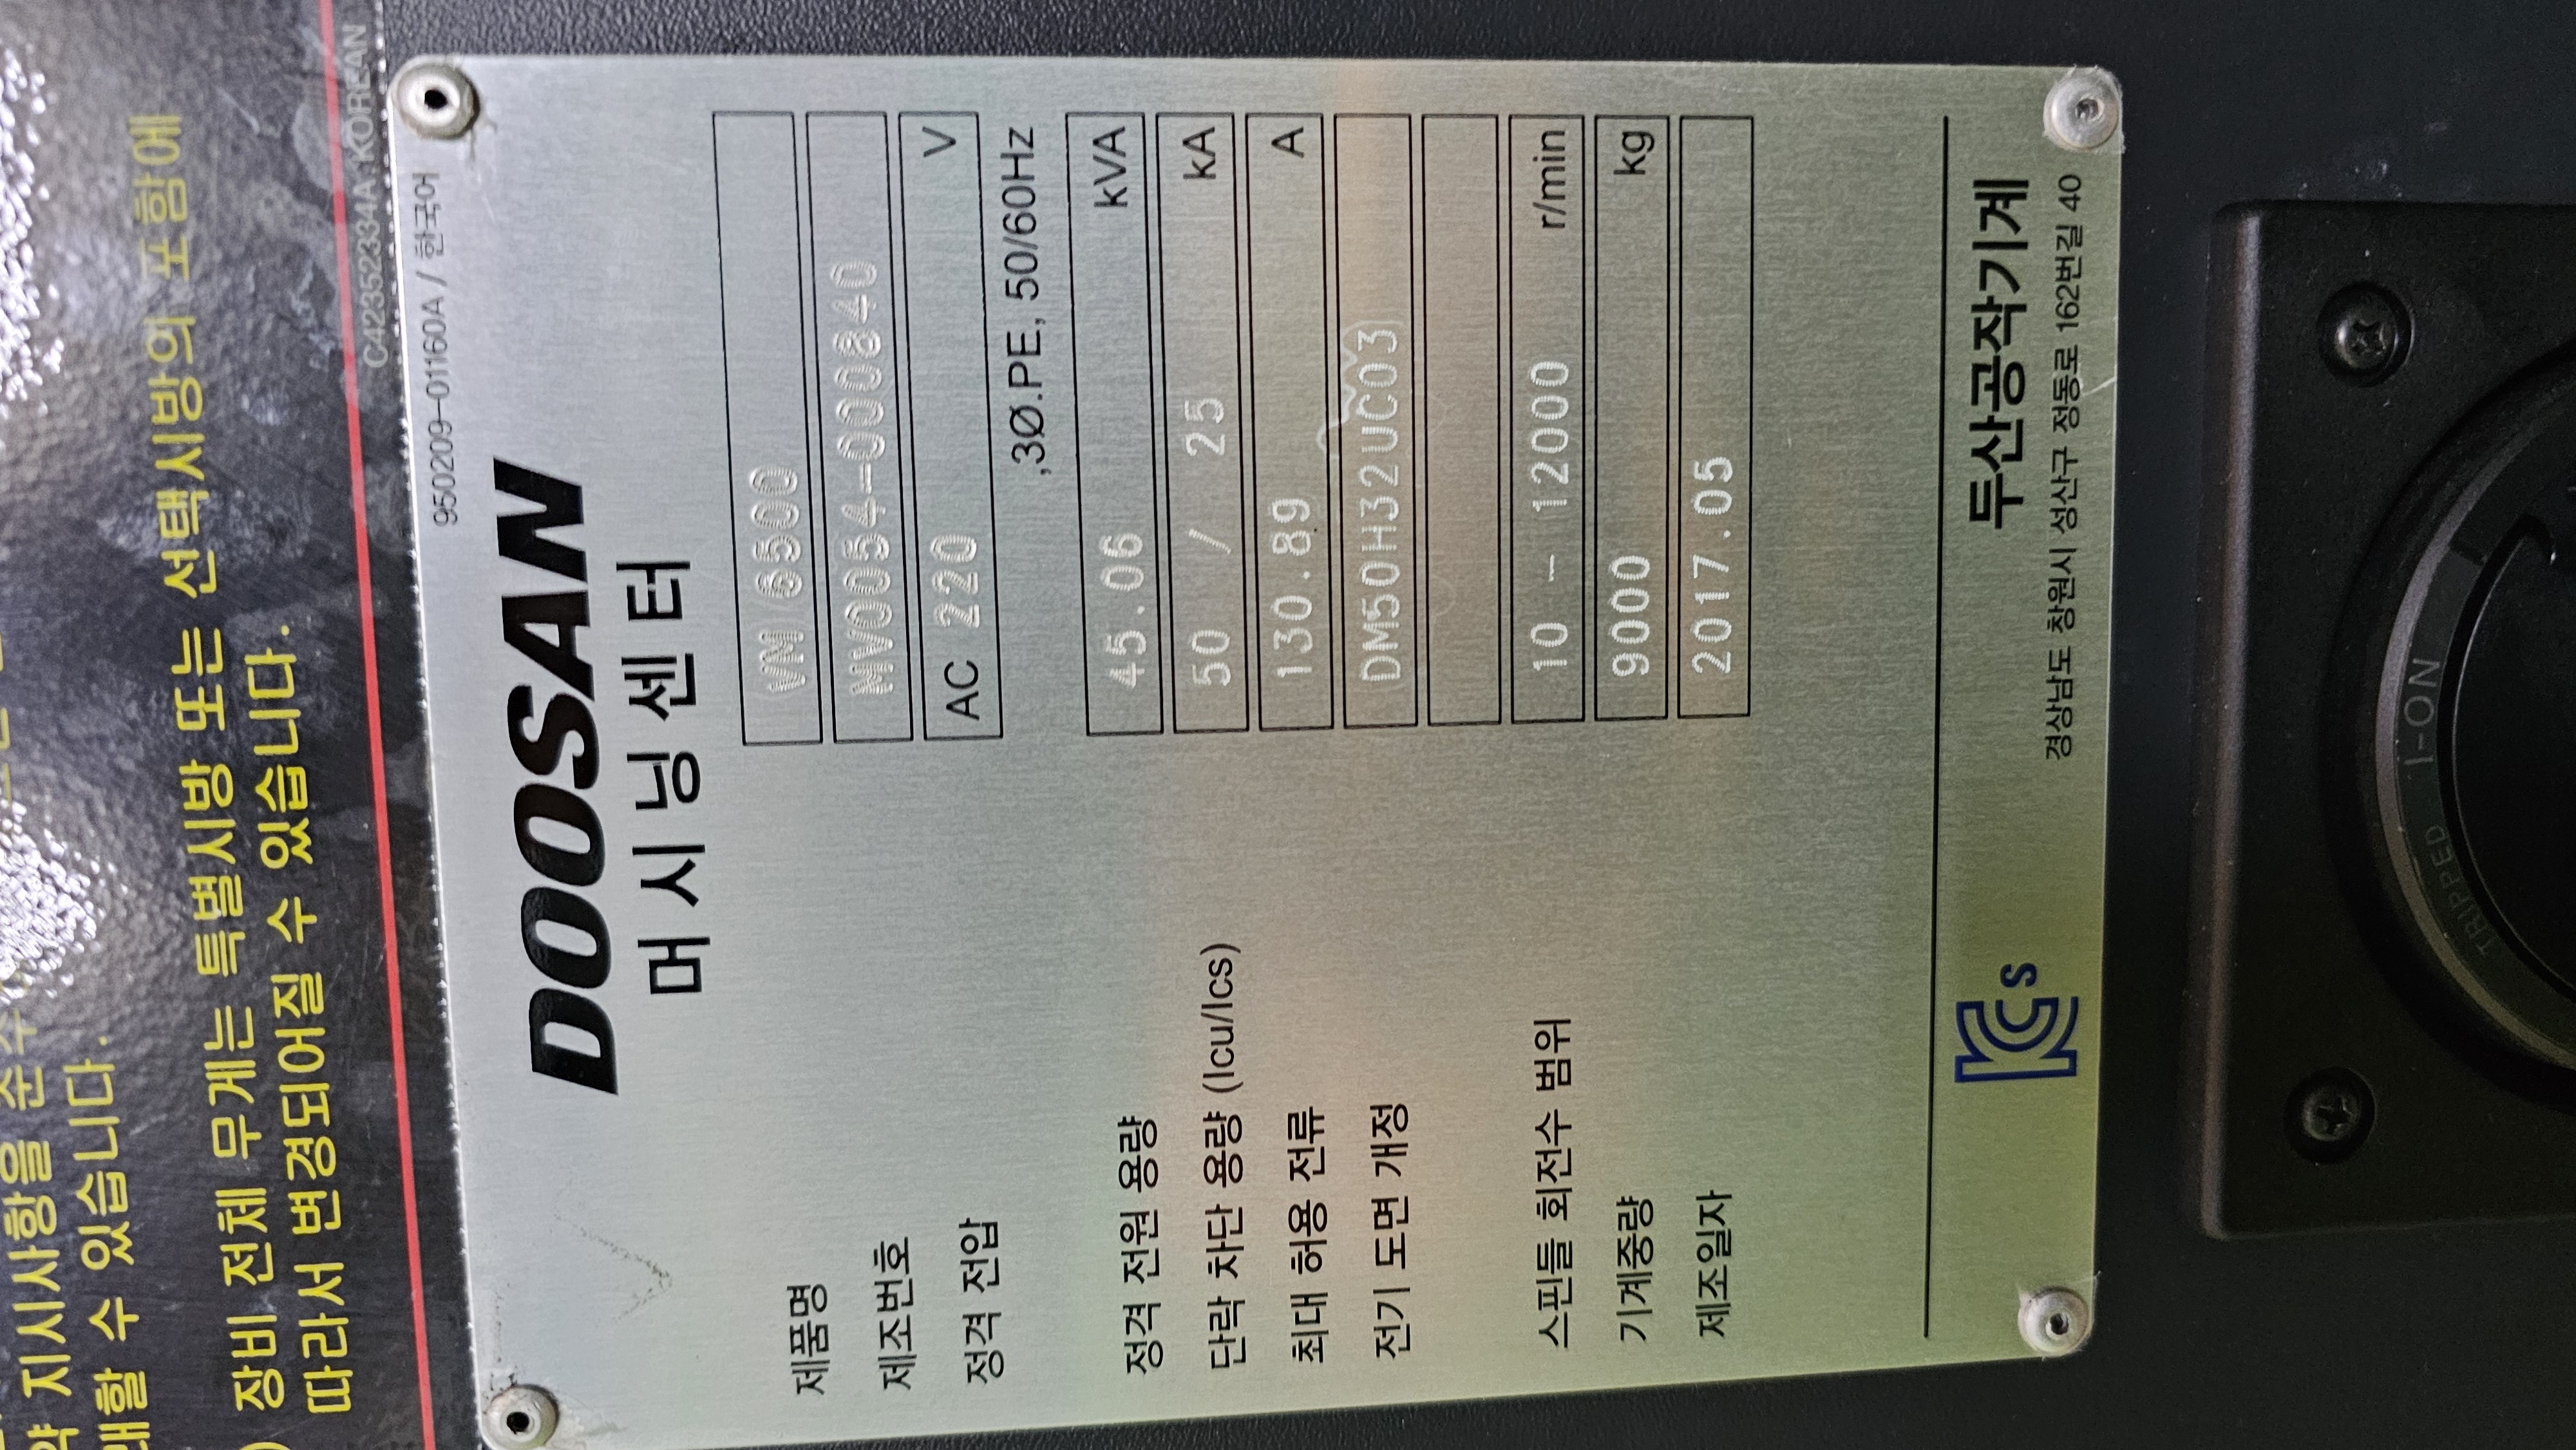 약 지시사항을 준수
래할 수 있습니다.
장비 전체 무게는 특별시방 또는 선택시방의 포함에
따라서 변경되어질 수 있습니다.
C42352334A:KOREAN
950209-01160A / 한국어
DOOSAN
머시닝센터
제품명 VM/6500
제조번호 MV0054-000840
정격 전압 AC 220 V
,3Ø.PE, 50/60Hz
정격 전원 용량 45.06 kVA
단락 차단 용량 (Icu/Ics) 50 / 25 kA
최대 허용 전류 130.89 A
전기 도면 개정 DM50H32UC03
스핀들 회전수 범위 10 - 12000 r/min
기계중량 9000 kg
제조일자 2017.05
KCs 두산공작기계
경상남도 창원시 성산구 정동로 162번길 40
TRIPPED I-ON